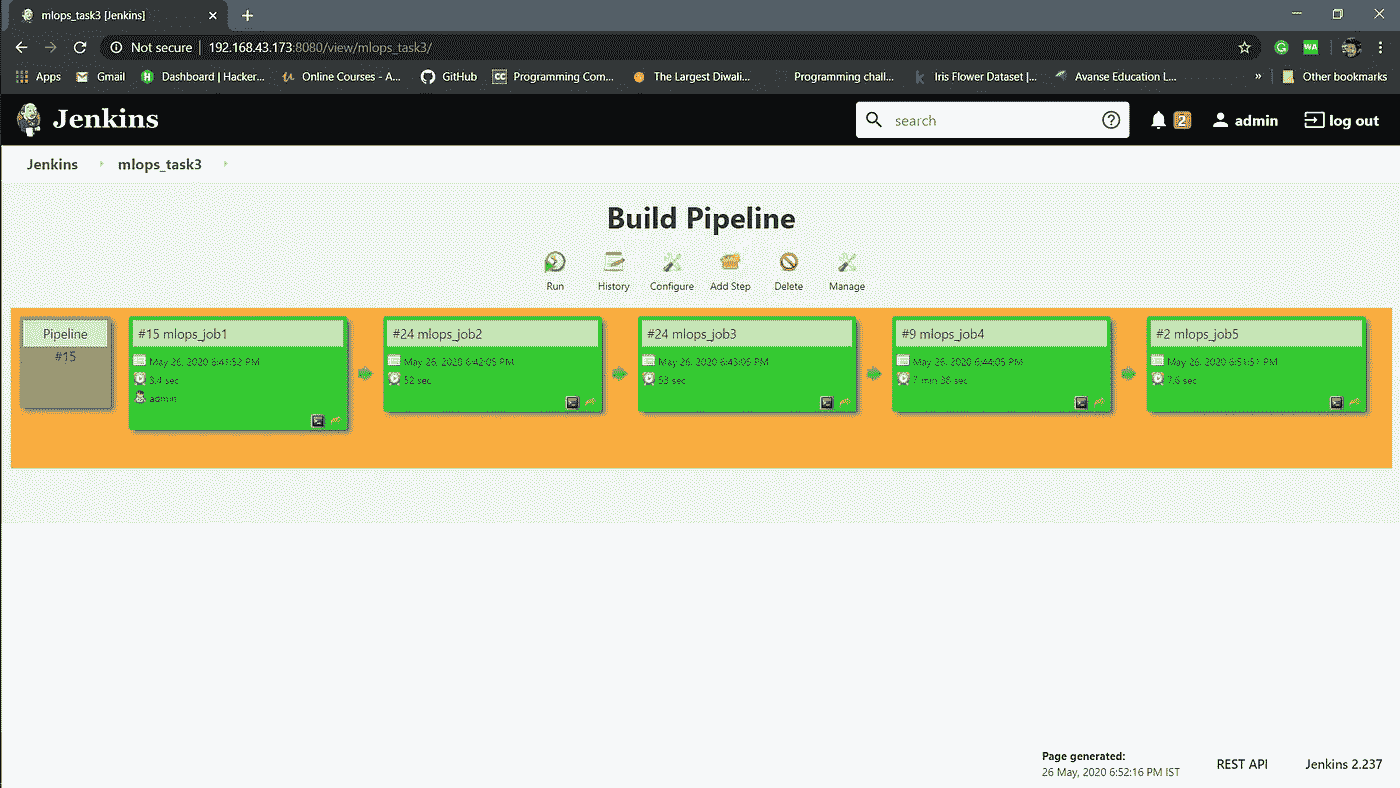 mlops_task3 [Jenkins]
Not secure | 192.168.43.173:8080/view/mlops_task3/
Apps Gmail Dashboard | Hacker... Online Courses - A... GitHub CC Programming Com... The Largest Diwali... Programming chall... k Iris Flower Dataset |... Avanse Education L... » Other bookmarks
Jenkins search 2 admin log out
Jenkins mlops_task3
Build Pipeline
Run History Configure Add Step Delete Manage
Pipeline
#15
#15 mlops_job1
May 26, 2020 6:41:52 PM
3.4 sec
admin
#24 mlops_job2
May 26, 2020 6:42:05 PM
52 sec
#24 mlops_job3
May 26, 2020 6:43:05 PM
53 sec
#9 mlops_job4
May 26, 2020 6:44:05 PM
7 min 38 sec
#2 mlops_job5
May 26, 2020 6:51:51 PM
7.6 sec
Page generated:
26 May, 2020 6:52:16 PM IST
REST API
Jenkins 2.237